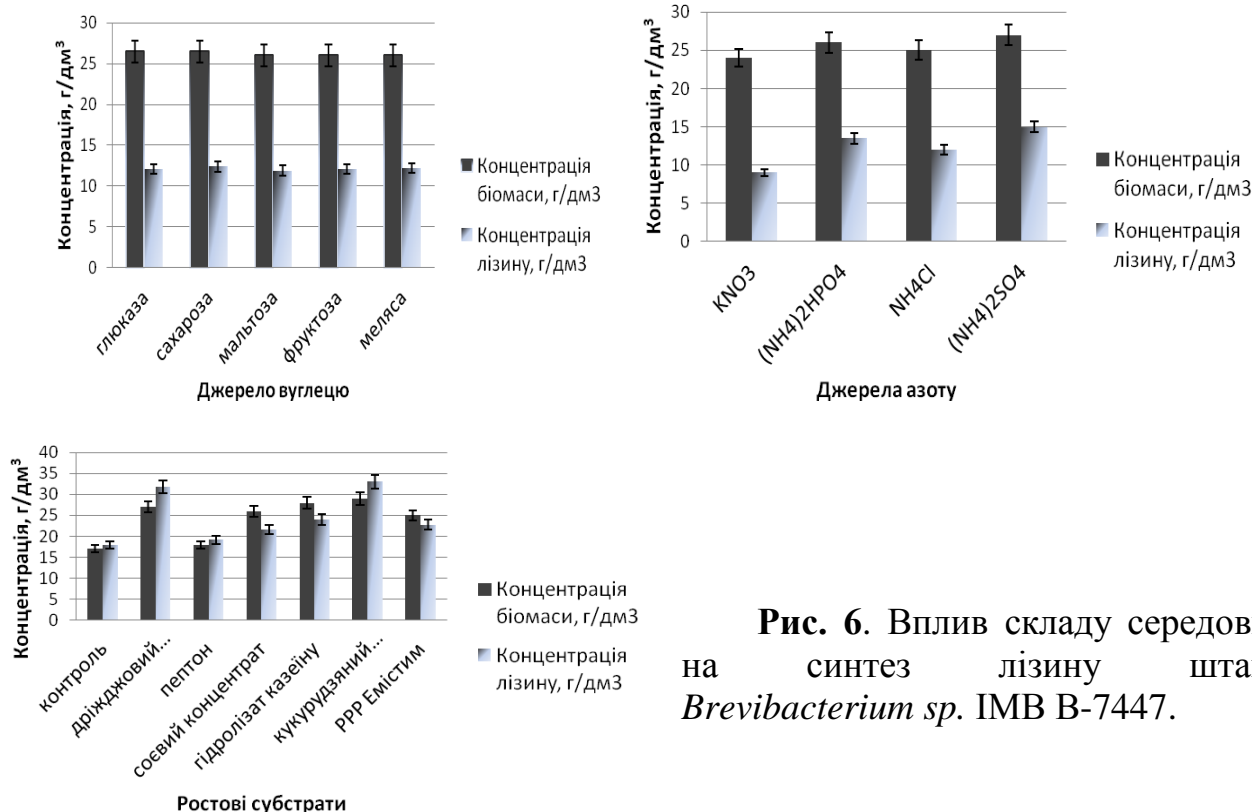 Концентрація, г/дм³
30
25
20
15
10
5
0
глюказа
сахароза
мальтоза
фруктоза
меляса
Джерело вуглецю
Концентрація
біомаси, г/дм3
Концентрація
лізину, г/дм3
Концентрація, г/дм³
30
25
20
15
10
5
0
KNO3
(NH4)2HPO4
NH4Cl
(NH4)2SO4
Джерела азоту
Концентрація
біомаси, г/дм3
Концентрація
лізину, г/дм3
Концентрація, г/дм³
40
35
30
25
20
15
10
5
0
контроль
дріжджовий...
пептон
соєвий концентрат
гідролізат казеїну
кукурудзяний...
РРР Емістим
Ростові субстрати
Концентрація
біомаси, г/дм3
Концентрація
лізину, г/дм3
Рис. 6. Вплив складу середов
на синтез лізину шта
Brevibacterium sp. ІМВ В-7447.